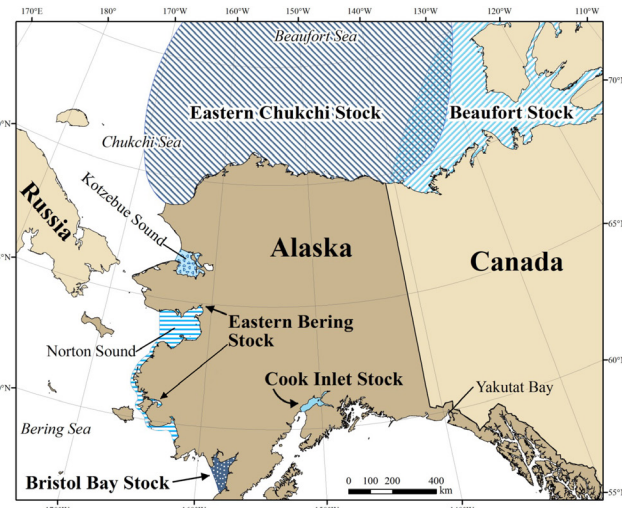 170°E
180°
170°W
160°W
150°W
140°W
130°W
120°W
110°W
Beaufort Sea
70°N
Eastern Chukchi Stock
Beaufort Stock
Chukchi Sea
Kotzebue Sound
Russia
65°N
Alaska
Canada
Eastern Bering
Stock
Norton Sound
60°N
Cook Inlet Stock
Yakutat Bay
Bering Sea
Bristol Bay Stock
0 100 200 400
km
55°N